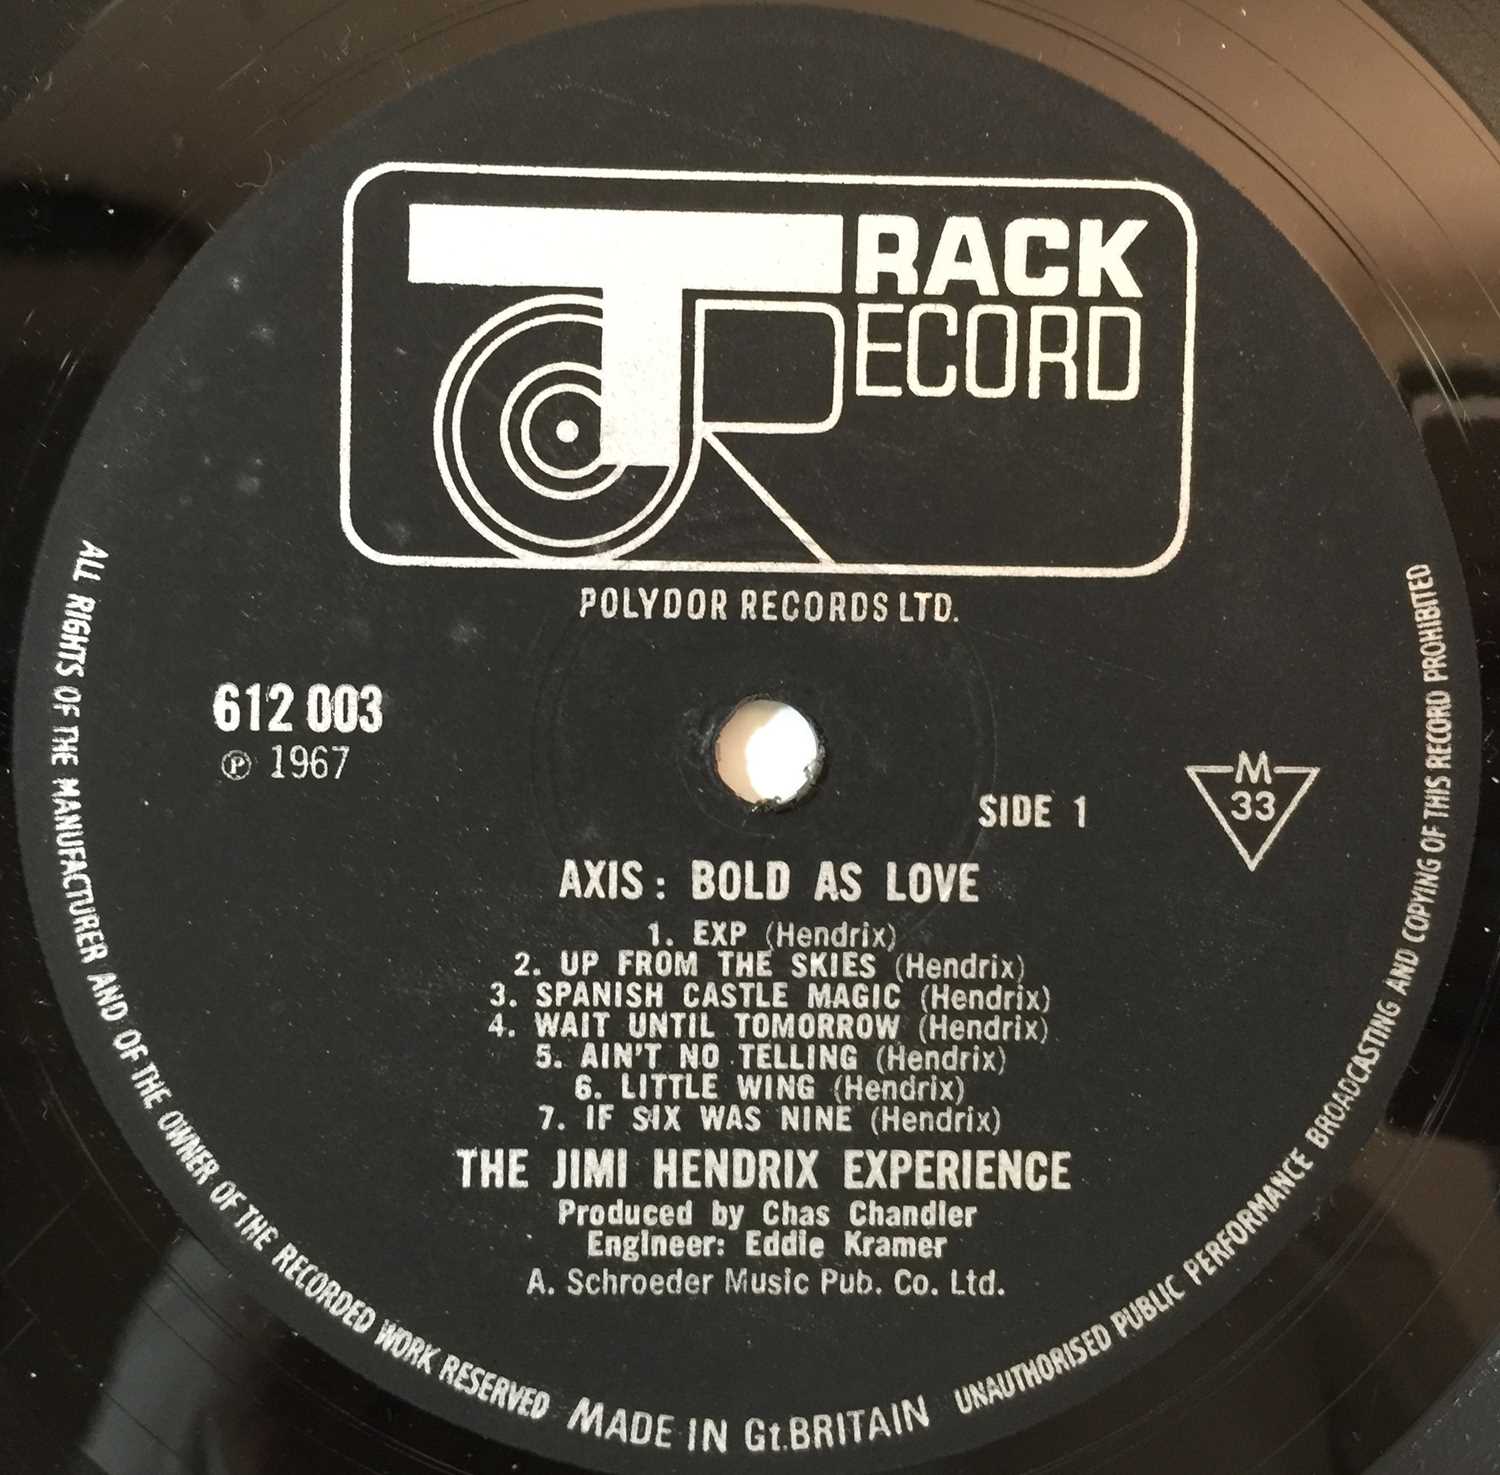 TRACK
RECORD
POLYDOR RECORDS LTD.
612 003
℗ 1967
SIDE 1
M
33
AXIS : BOLD AS LOVE
1. EXP (Hendrix)
2. UP FROM THE SKIES (Hendrix)
3. SPANISH CASTLE MAGIC (Hendrix)
4. WAIT UNTIL TOMORROW (Hendrix)
5. AIN'T NO TELLING (Hendrix)
6. LITTLE WING (Hendrix)
7. IF SIX WAS NINE (Hendrix)
THE JIMI HENDRIX EXPERIENCE
Produced by Chas Chandler
Engineer: Eddie Kramer
A. Schroeder Music Pub. Co. Ltd.
ALL RIGHTS OF THE MANUFACTURER AND OF THE OWNER OF THE RECORDED WORK RESERVED
MADE IN Gt.BRITAIN
UNAUTHORISED PUBLIC PERFORMANCE BROADCASTING AND COPYING OF THIS RECORD PROHIBITED